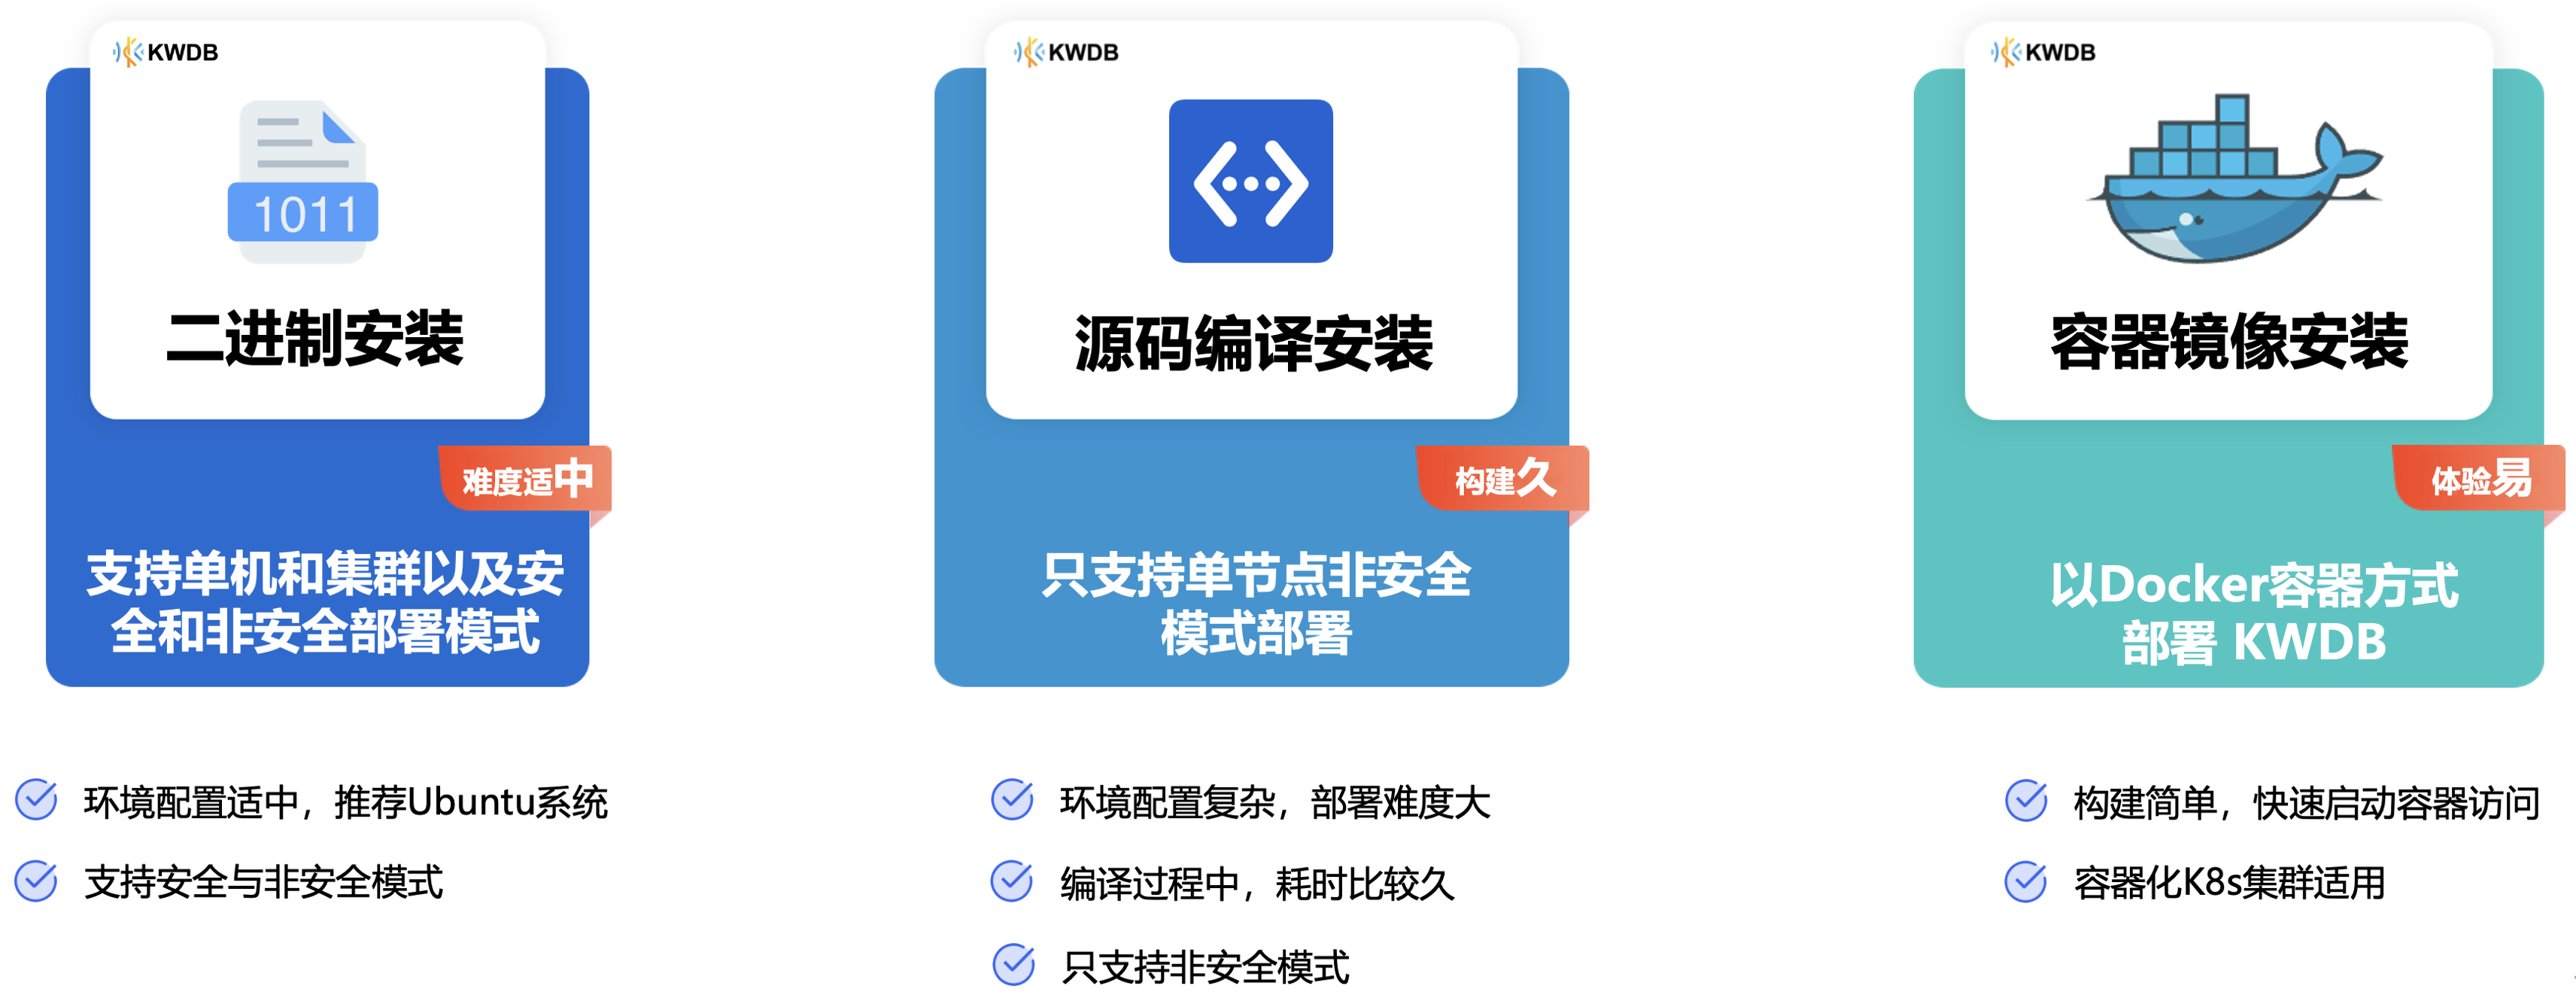 KWDB
1011
二进制安装
难度适中
支持单机和集群以及安
全和非安全部署模式
环境配置适中，推荐Ubuntu系统
支持安全与非安全模式
KWDB
源码编译安装
构建久
只支持单节点非安全
模式部署
环境配置复杂，部署难度大
编译过程中，耗时比较久
只支持非安全模式
KWDB
容器镜像安装
体验易
以Docker容器方式
部署 KWDB
构建简单，快速启动容器访问
容器化K8s集群适用